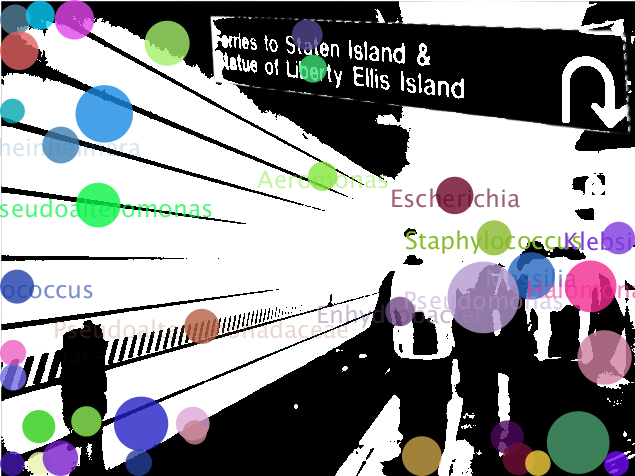 Ferries to Staten Island &
Statue of Liberty Ellis Island
heinheimera
Aeromonas
Escherichia
seudoalteromonas
Staphylococcus
Klebsi
ococcus
Halomona
Pseudomonas
Enhydrobacter
Pseudoalteromonadaceae